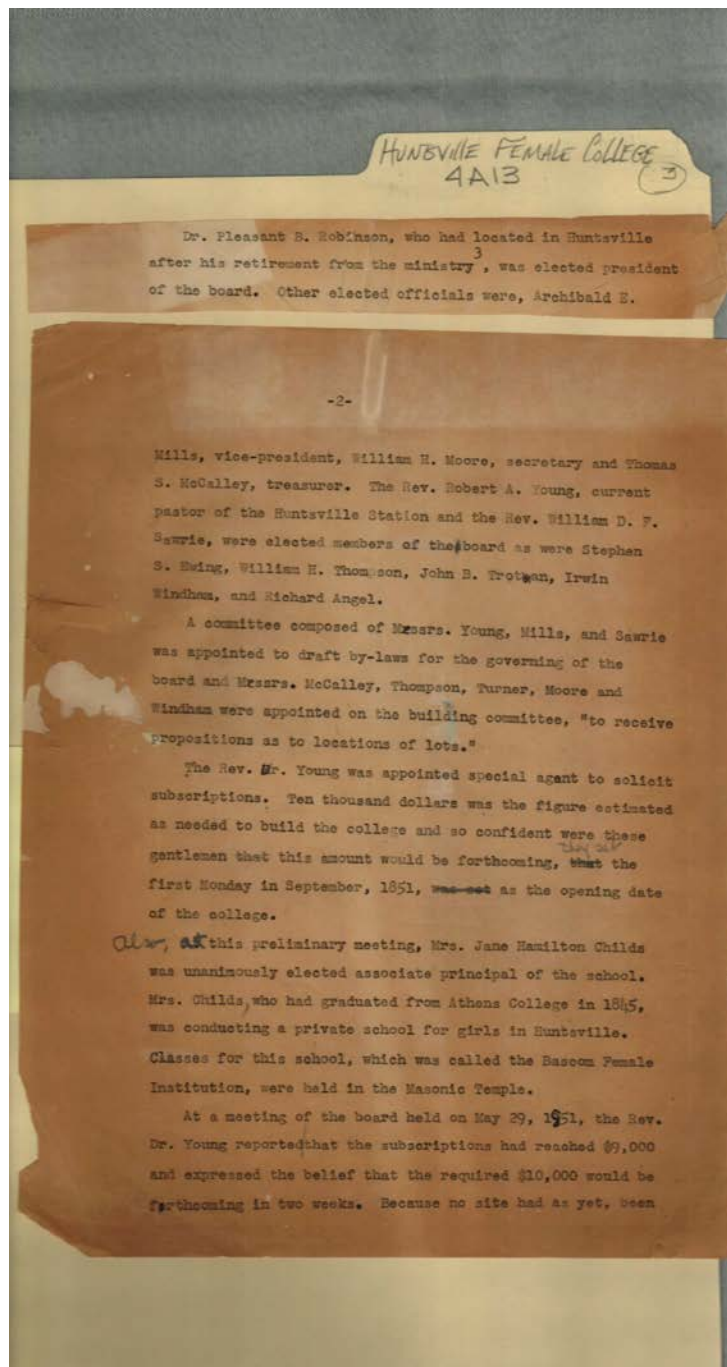 HUNTSVILLE FEMALE COLLEGE
4A13
3
Dr. Pleasant B. Robinson, who had located in Huntsville
after his retirement from the ministry3, was elected president
of the board. Other elected officials were, Archibald E.
-2-
Mills, vice-president, William H. Moore, secretary and Thomas
S. McCalley, treasurer. The Rev. Robert A. Young, current
pastor of the Huntsville Station and the Rev. William D. F.
Sawrie, were elected members of the board as were Stephen
S. Ewing, William H. Thompson, John B. Trotman, Irwin
Windham, and Richard Angel.
A committee composed of Messrs. Young, Mills, and Sawrie
was appointed to draft by-laws for the governing of the
board and Messrs. McCalley, Thompson, Turner, Moore and
Windham were appointed on the building committee, "to receive
propositions as to locations of lots."
The Rev. Dr. Young was appointed special agant to solicit
subscriptions. Ten thousand dollars was the figure estimated
as needed to build the college and so confident were these
they set
gentlemen that this amount would be forthcoming, that the
first Monday in September, 1851, was set as the opening date
of the college.
Also, at this preliminary meeting, Mrs. Jane Hamilton Childs
was unanimously elected associate principal of the school.
Mrs. Childs, who had graduated from Athens College in 1845,
was conducting a private school for girls in Huntsville.
Classes for this school, which was called the Bascom Female
Institution, were held in the Masonic Temple.
At a meeting of the board held on May 29, 1951, the Rev.
Dr. Young reported that the subscriptions had reached $9,000
and expressed the belief that the required $10,000 would be
forthcoming in two weeks. Because no site had as yet, been